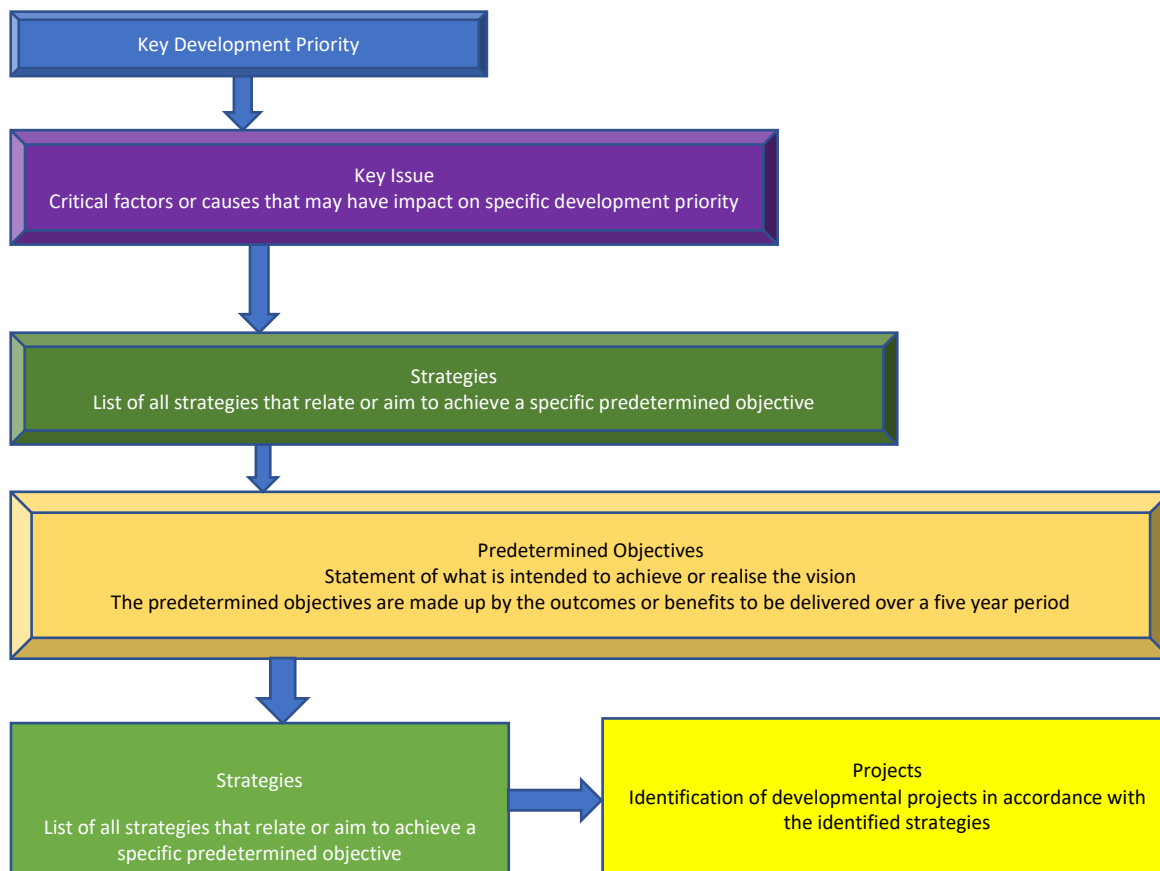 Key Development Priority
Key Issue
Critical factors or causes that may have impact on specific development priority
Strategies
List of all strategies that relate or aim to achieve a specific predetermined objective
Predetermined Objectives
Statement of what is intended to achieve or realise the vision
The predetermined objectives are made up by the outcomes or benefits to be delivered over a five year period
Strategies
List of all strategies that relate or aim to achieve a
specific predetermined objective
Projects
Identification of developmental projects in accordance with
the identified strategies